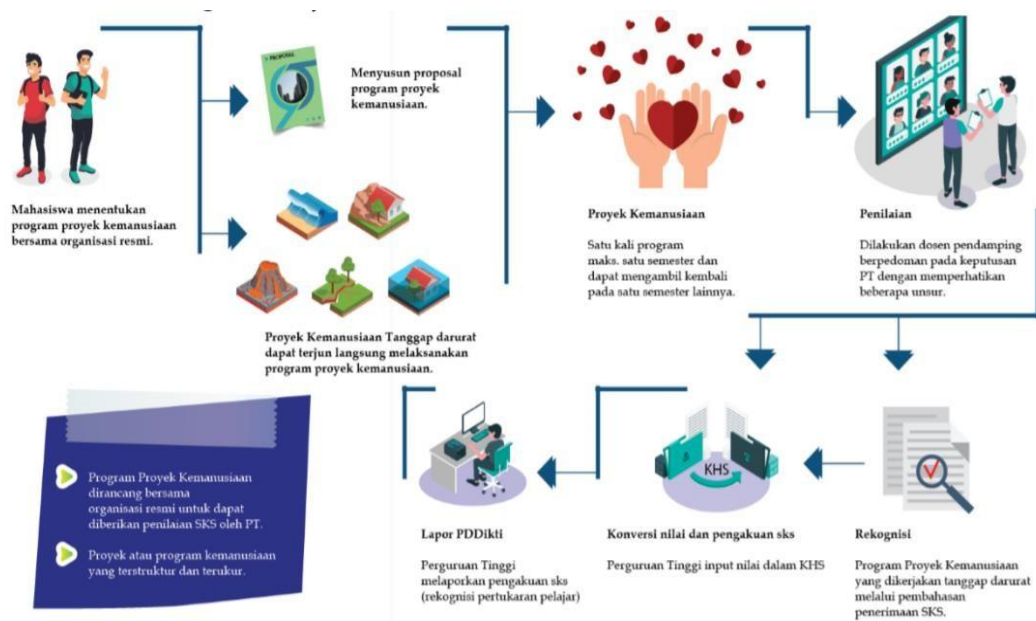 PROPOSAL
Menyusun proposal
program proyek
kemanusiaan.
Mahasiswa menentukan
program proyek kemanusiaan
bersama organisasi resmi.
Proyek Kemanusiaan Tanggap darurat
dapat terjun langsung melaksanakan
program proyek kemanusiaan.
Proyek Kemanusiaan
Satu kali program
maks. satu semester dan
dapat mengambil kembali
pada satu semester lainnya.
Penilaian
Dilakukan dosen pendamping
berpedoman pada keputusan
PT dengan memperhatikan
beberapa unsur.
Program Proyek Kemanusiaan
dirancang bersama
organisasi resmi untuk dapat
diberikan penilaian SKS oleh PT.
Proyek atau program kemanusiaan
yang terstruktur dan terukur.
Lapor PDDikti
Perguruan Tinggi
melaporkan pengakuan sks
(rekognisi pertukaran pelajar)
KHS
Konversi nilai dan pengakuan sks
Perguruan Tinggi input nilai dalam KHS
Rekognisi
Program Proyek Kemanusiaan
yang dikerjakan tanggap darurat
melalui pembahasan
penerimaan SKS.